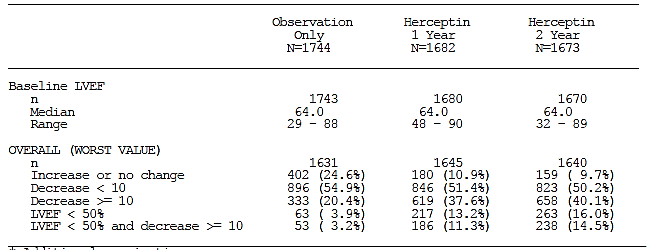 Observation Herceptin Herceptin
Only 1 Year 2 Year
N=1744 N=1682 N=1673
Baseline LVEF
n 1743 1680 1670
Median 64.0 64.0 64.0
Range 29 - 88 48 - 90 32 - 89
OVERALL (WORST VALUE)
n 1631 1645 1640
Increase or no change 402 (24.6%) 180 (10.9%) 159 ( 9.7%)
Decrease < 10 896 (54.9%) 846 (51.4%) 823 (50.2%)
Decrease >= 10 333 (20.4%) 619 (37.6%) 658 (40.1%)
LVEF < 50% 63 ( 3.9%) 217 (13.2%) 263 (16.0%)
LVEF < 50% and decrease >= 10 53 ( 3.2%) 186 (11.3%) 238 (14.5%)